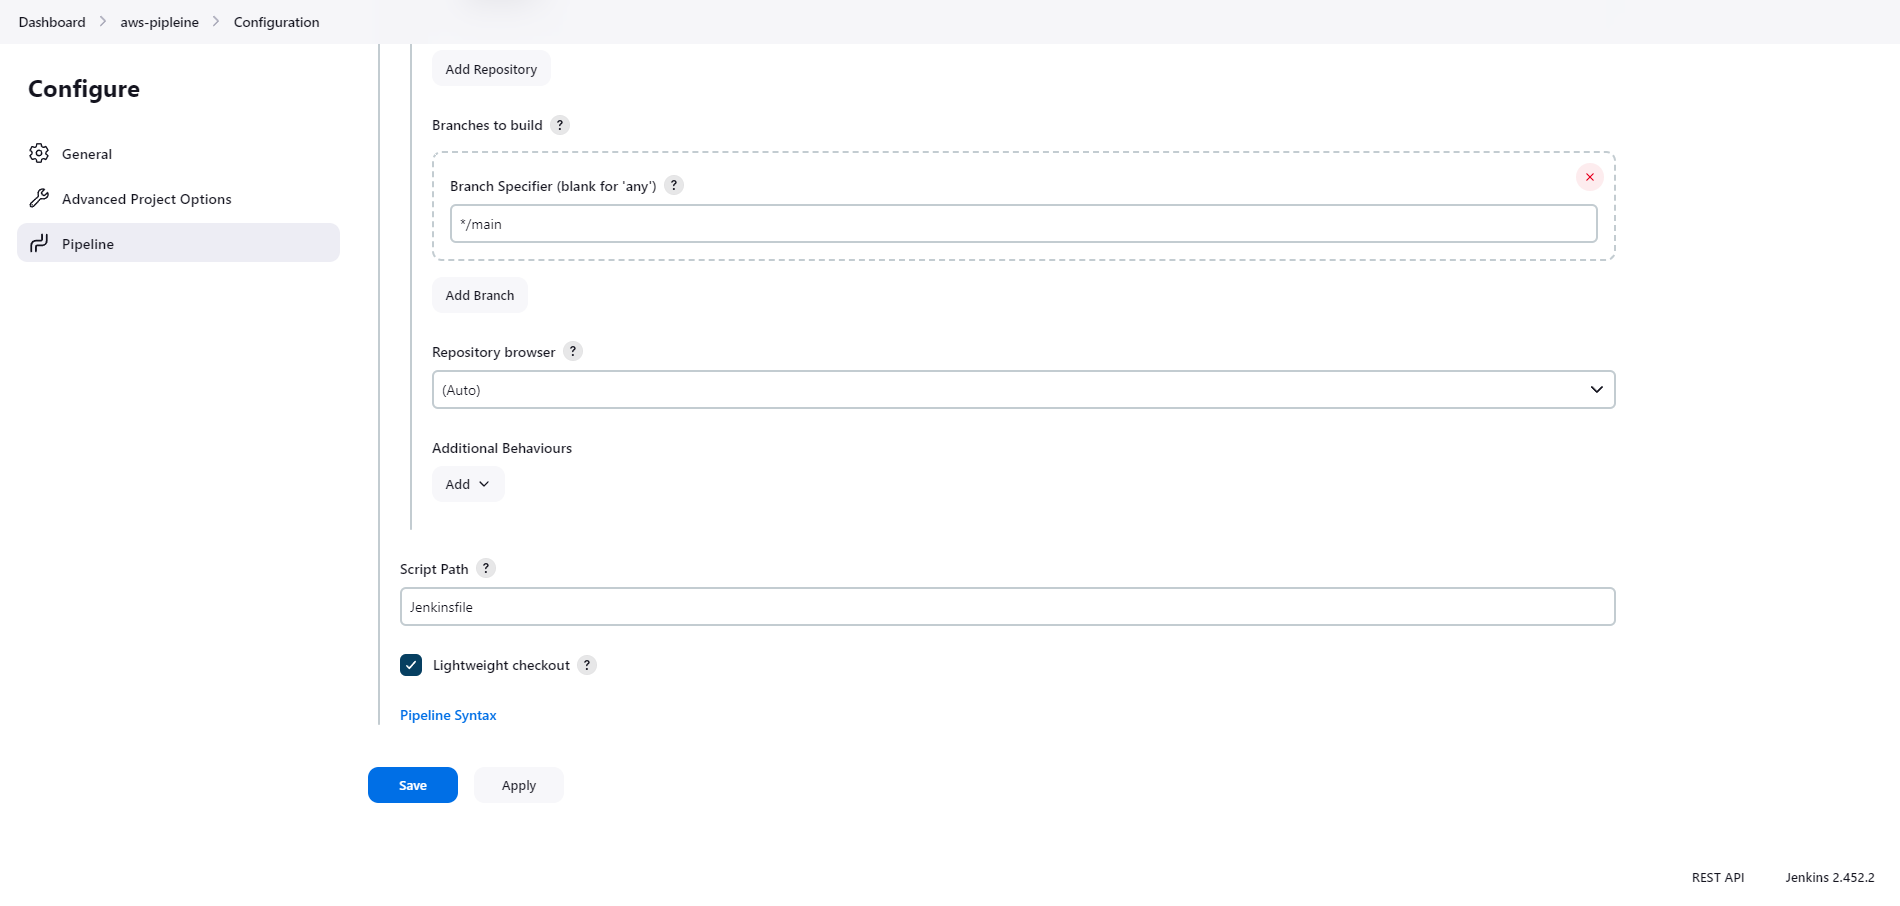 Dashboard > aws-pipleine > Configuration
Configure
General
Advanced Project Options
Pipeline
Add Repository
Branches to build ?
Branch Specifier (blank for 'any') ?
*/main
Add Branch
Repository browser ?
(Auto)
Additional Behaviours
Add
Script Path ?
Jenkinsfile
Lightweight checkout ?
Pipeline Syntax
Save Apply
REST API Jenkins 2.452.2